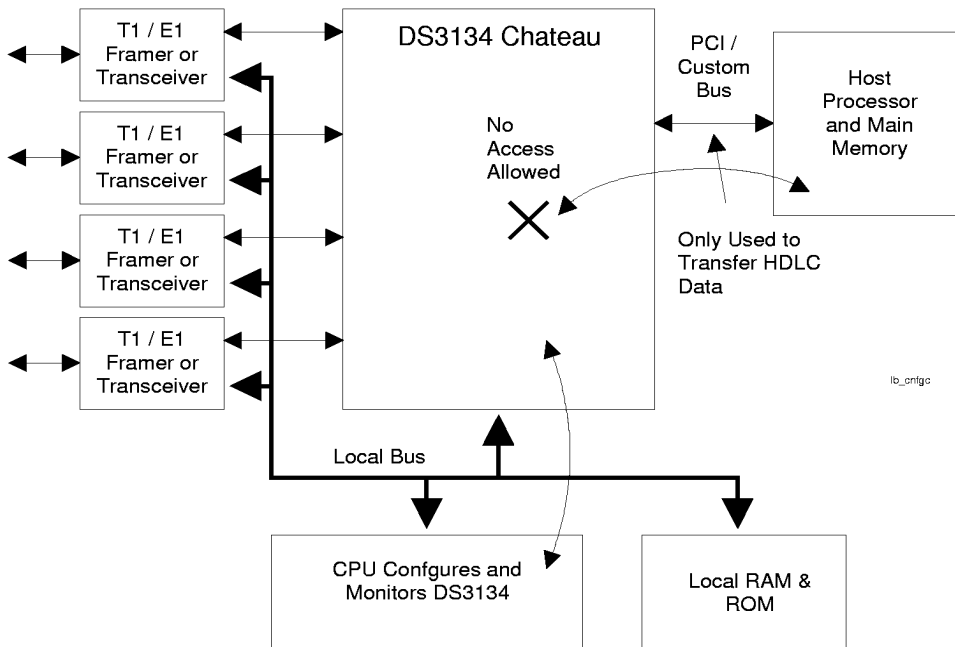 T1 / E1
Framer or
Transceiver
T1 / E1
Framer or
Transceiver
T1 / E1
Framer or
Transceiver
T1 / E1
Framer or
Transceiver
DS3134 Chateau
No
Access
Allowed
PCI /
Custom
Bus
Host
Processor
and Main
Memory
Only Used to
Transfer HDLC
Data
lb_cnfgc
Local Bus
CPU Confgures and
Monitors DS3134
Local RAM &
ROM